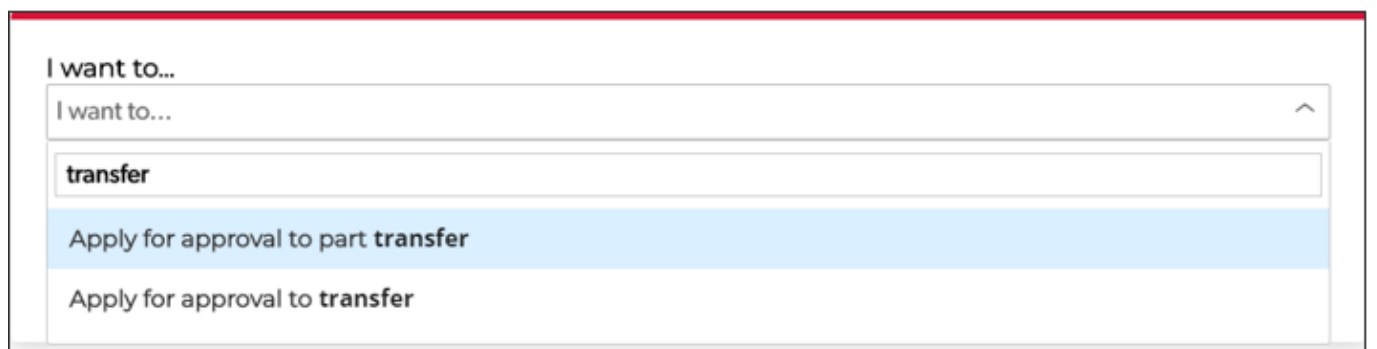 I want to...
I want to...
transfer
Apply for approval to part transfer
Apply for approval to transfer